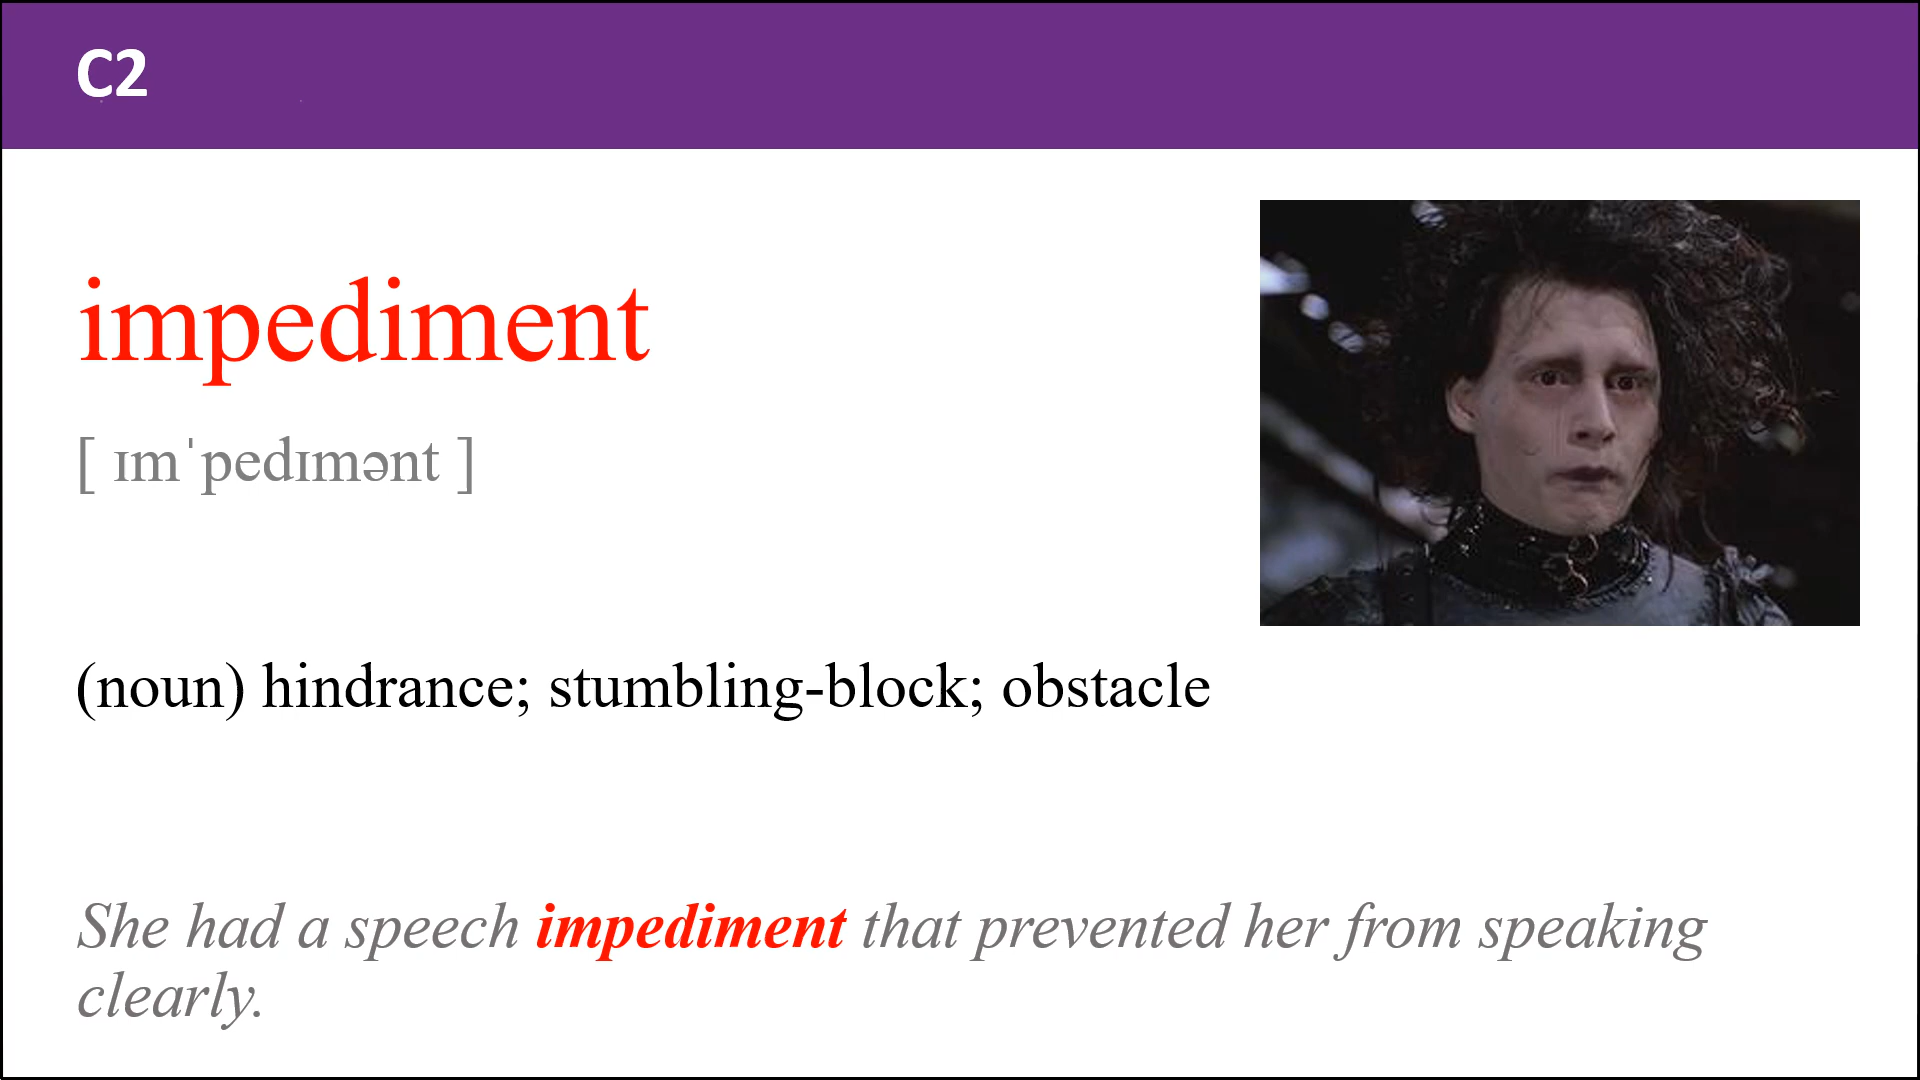 C2
impediment
[ ɪmˈpedɪmənt ]
(noun) hindrance; stumbling-block; obstacle
She had a speech impediment that prevented her from speaking
clearly.